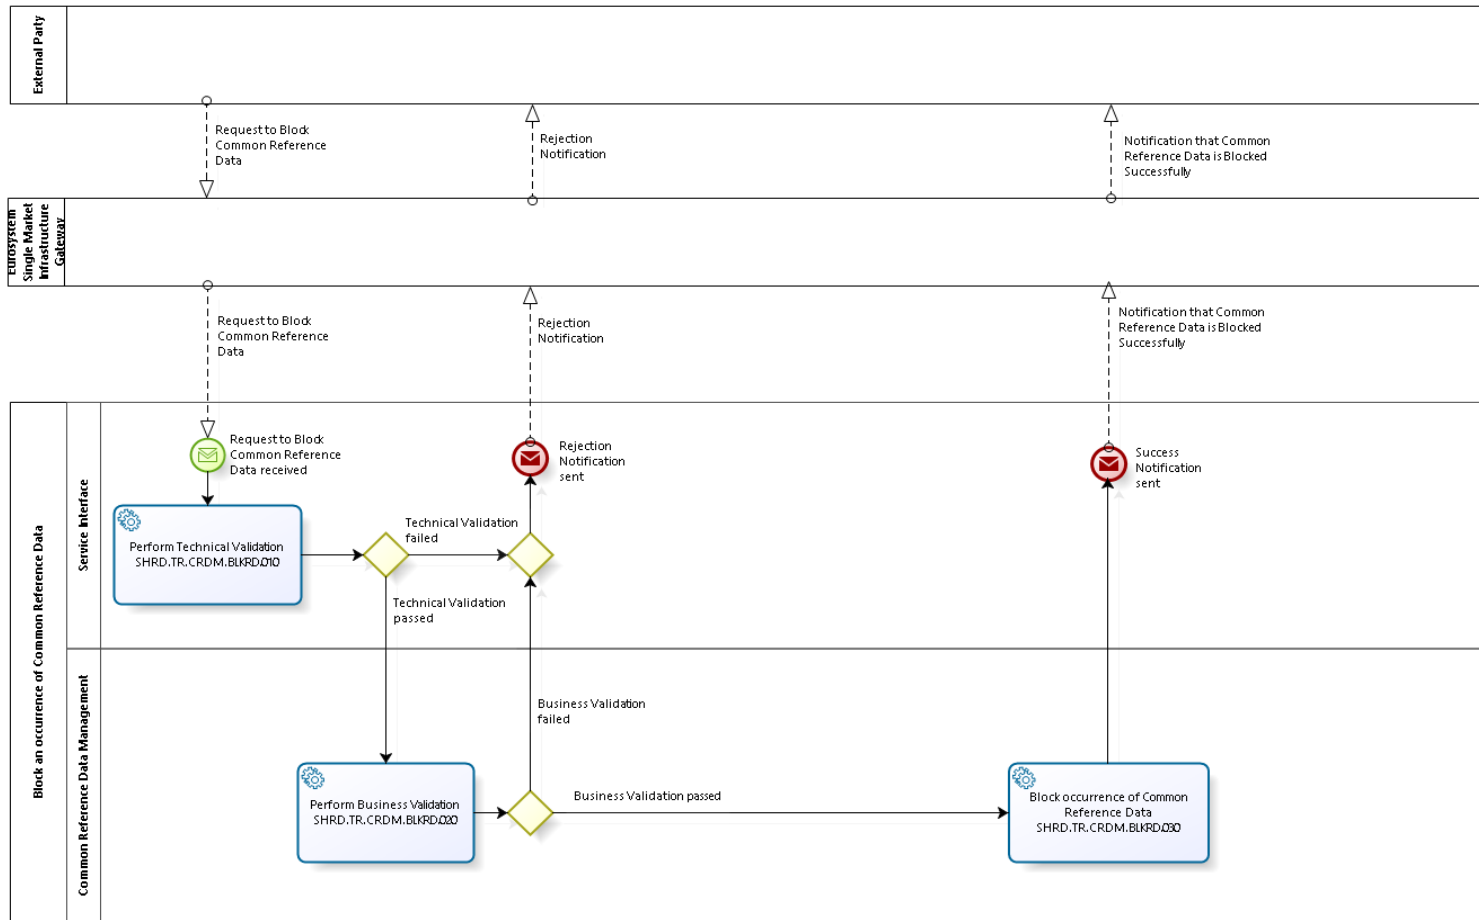 External Party
Request to Block
Common Reference
Data
Rejection
Notification
Notification that Common
Reference Data is Blocked
Successfully
Eurosystem
Single Market
Infrastructure
Gateway
Request to Block
Common Reference
Data
Rejection
Notification
Notification that Common
Reference Data is Blocked
Successfully
Block an occurrence of Common Reference Data
Service Interface
Request to Block
Common Reference
Data received
Rejection
Notification
sent
Success
Notification
sent
Perform Technical Validation
SHRD.TR.CRDM.BLKRD.010
Technical Validation
failed
Technical Validation
passed
Common Reference Data Management
Business Validation
failed
Perform Business Validation
SHRD.TR.CRDM.BLKRD.020
Business Validation passed
Block occurrence of Common
Reference Data
SHRD.TR.CRDM.BLKRD.030